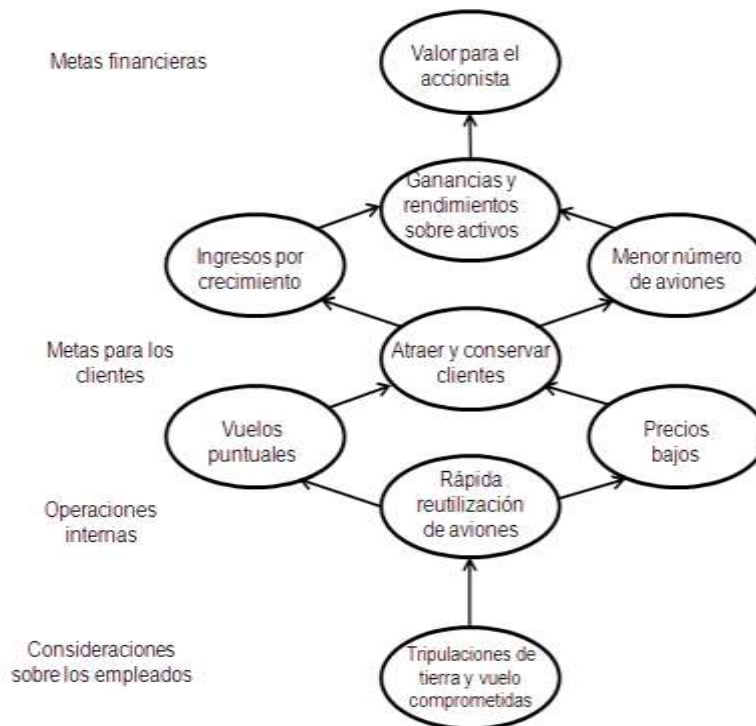 Metas financieras
Valor para el
accionista
Ganancias y
rendimientos
sobre activos
Ingresos por
crecimiento
Menor número
de aviones
Metas para los
clientes
Atraer y conservar
clientes
Vuelos
puntuales
Precios
bajos
Rápida
reutilización
de aviones
Operaciones
internas
Consideraciones
sobre los empleados
Tripulaciones de
tierra y vuelo
comprometidas